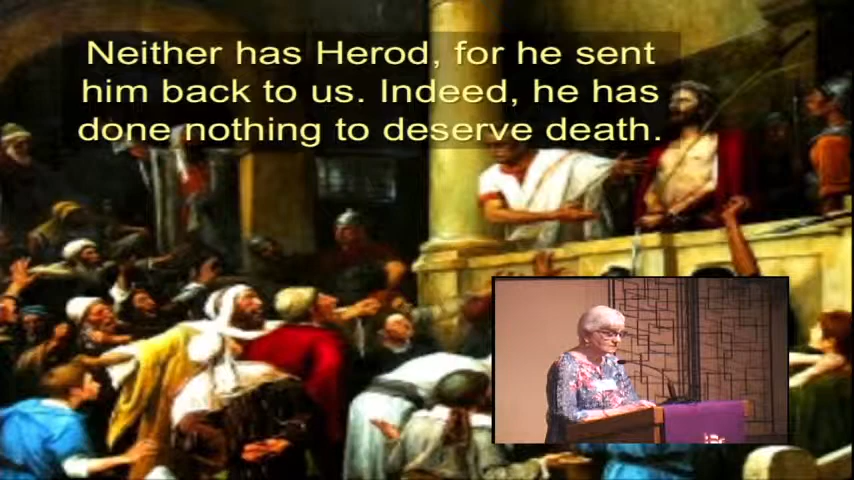 Neither has Herod, for he sent
him back to us. Indeed, he has
done nothing to deserve death.